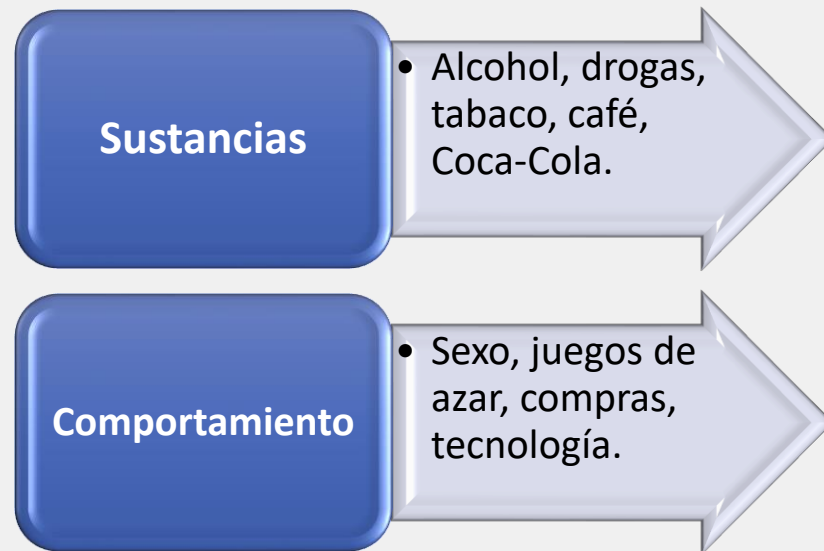 Sustancias
• Alcohol, drogas,
tabaco, café,
Coca-Cola.
Comportamiento
• Sexo, juegos de
azar, compras,
tecnología.